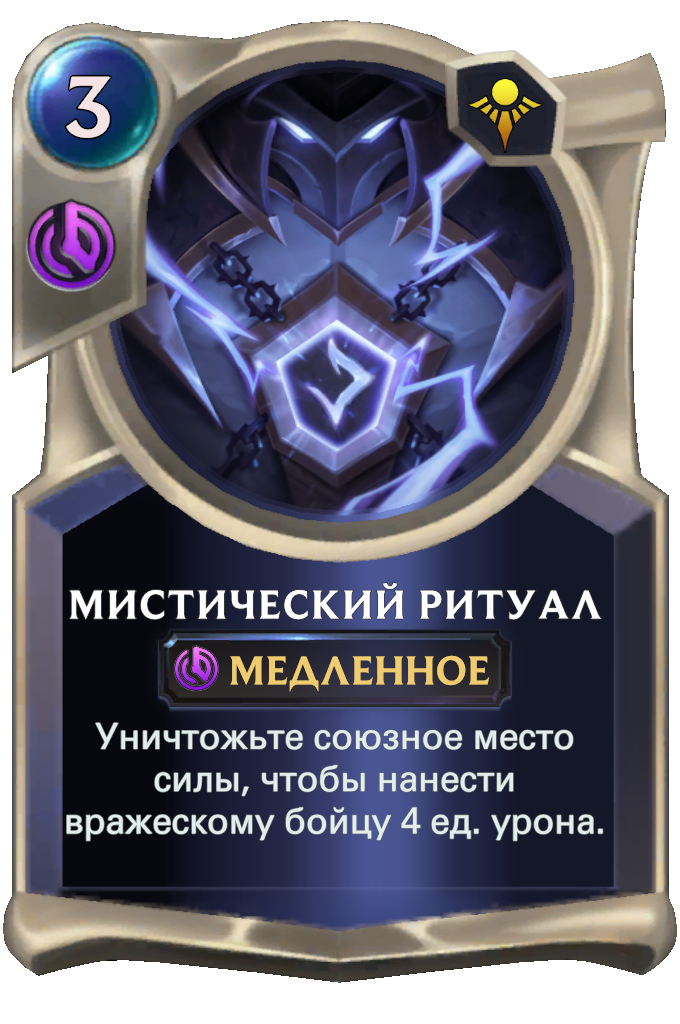 3
МИСТИЧЕСКИЙ РИТУАЛ
МЕДЛЕННОЕ
Уничтожьте союзное место
силы, чтобы нанести
вражескому бойцу 4 ед. урона.